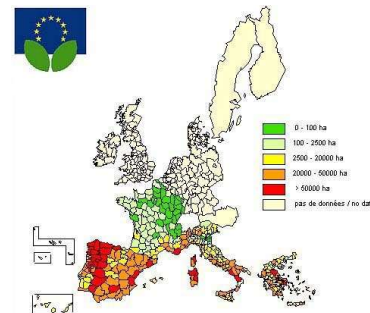 0 - 100 ha
100 - 2500 ha
2500 - 20000 ha
20000 - 50000 ha
> 50000 ha
pas de données / no dat